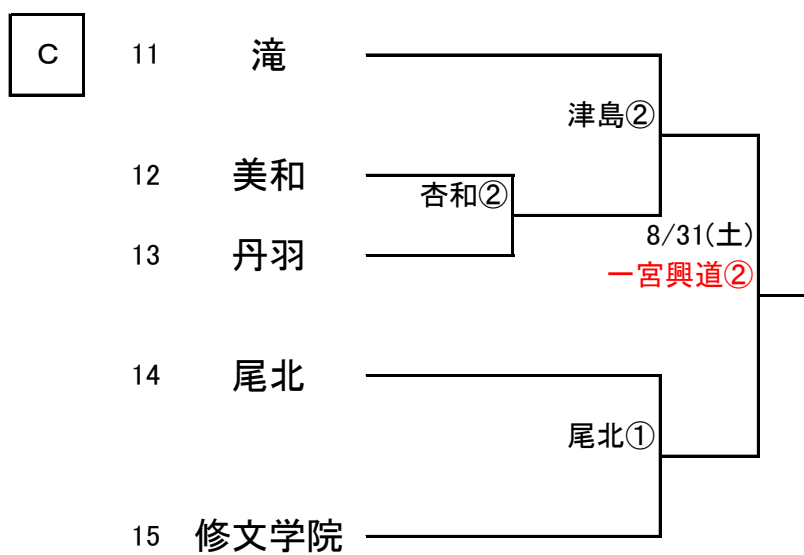 C
11 滝
津島②
12 美和
杏和②
13 丹羽
8/31(土)
一宮興道②
14 尾北
尾北①
15 修文学院